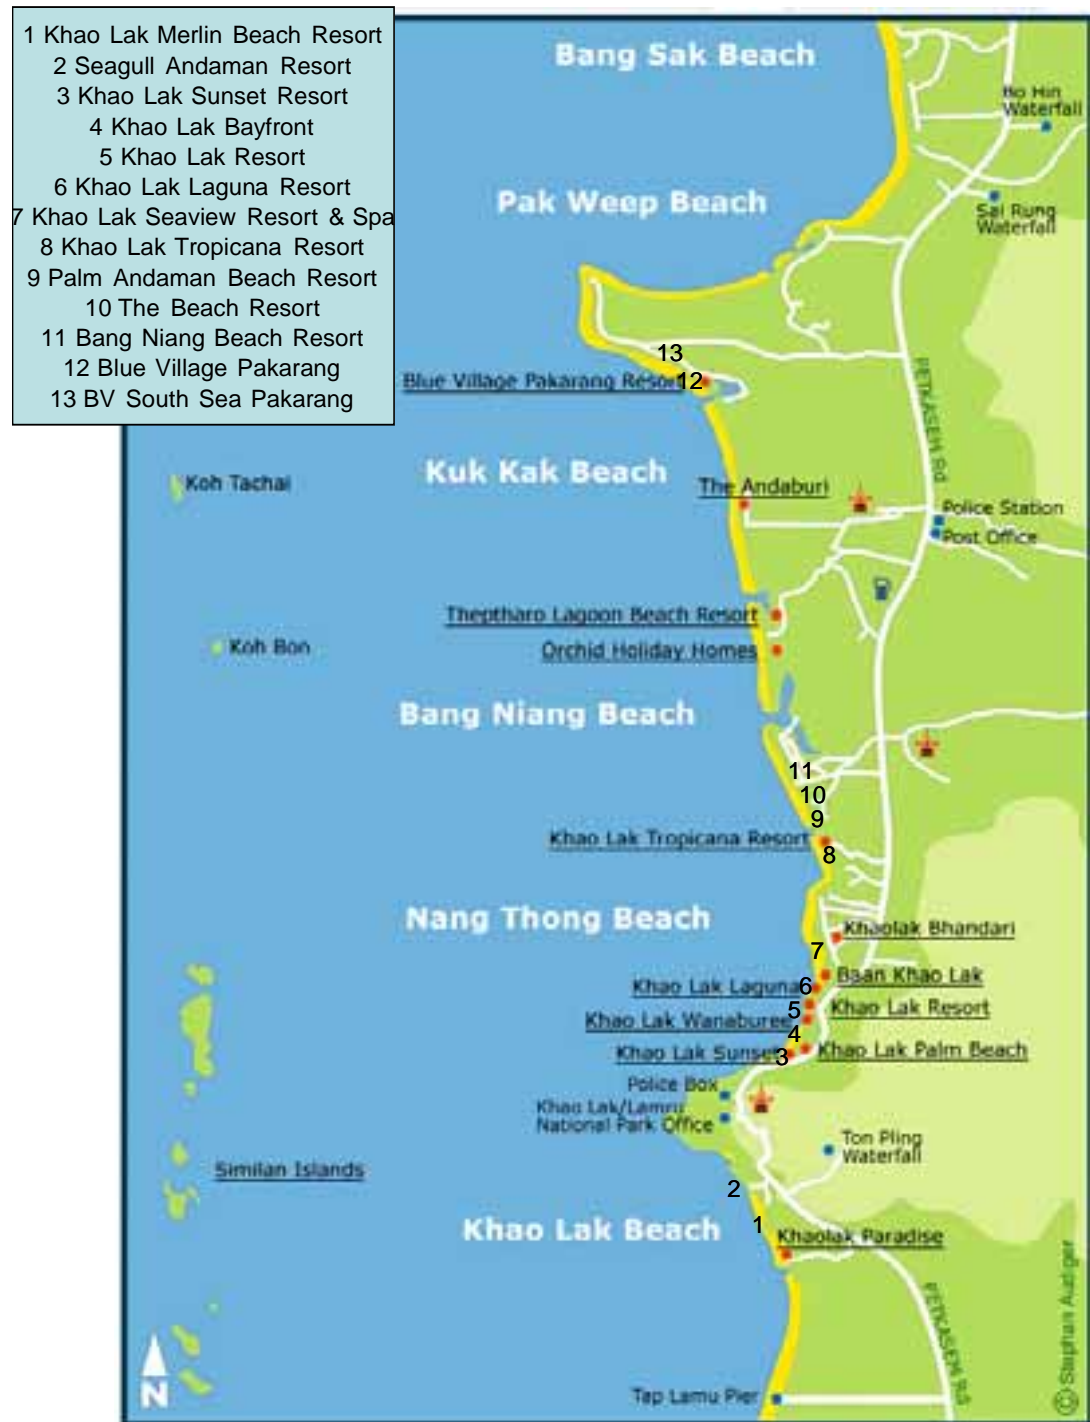 1 Khao Lak Merlin Beach Resort
2 Seagull Andaman Resort
3 Khao Lak Sunset Resort
4 Khao Lak Bayfront
5 Khao Lak Resort
6 Khao Lak Laguna Resort
7 Khao Lak Seaview Resort & Spa
8 Khao Lak Tropicana Resort
9 Palm Andaman Beach Resort
10 The Beach Resort
11 Bang Niang Beach Resort
12 Blue Village Pakarang
13 BV South Sea Pakarang
Bang Sak Beach
Bo Hin
Waterfall
Pak Weep Beach
Sai Rung
Waterfall
13
Blue Village Pakarang Resort
12
PETKASEM Rd
Kuk Kak Beach
Koh Tachai
The Andaburi
Police Station
Post Office
Theptharo Lagoon Beach Resort
Koh Bon
Orchid Holiday Homes
Bang Niang Beach
11
10
9
Khao Lak Tropicana Resort
8
Nang Thong Beach
Khaolak Bhandari
7
Baan Khao Lak
Khao Lak Laguna
6
Khao Lak Resort
5
Khao Lak Wanaburee
4
Khao Lak Sunset
3
Khao Lak Palm Beach
Police Box
Khao Lak/Lamru
National Park Office
Ton Pling
Waterfall
Similan Islands
2
Khao Lak Beach
1
Khaolak Paradise
PETKASEM Rd
N
Tap Lamu Pier
© Stephan Audiger